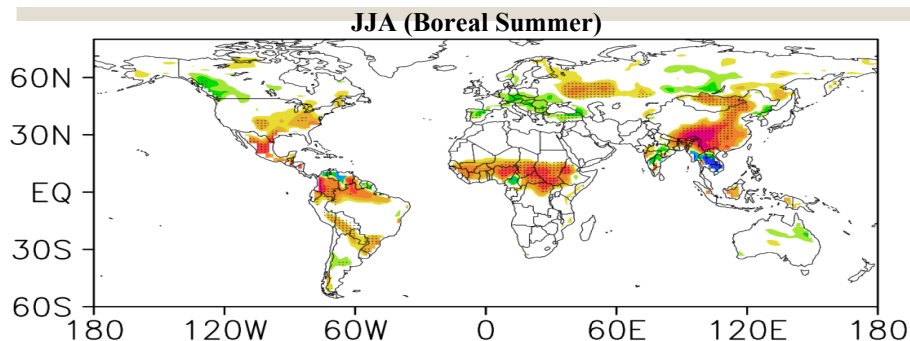 JJA (Boreal Summer)
60N
30N
EQ
30S
60S
180 120W 60W 0 60E 120E 180